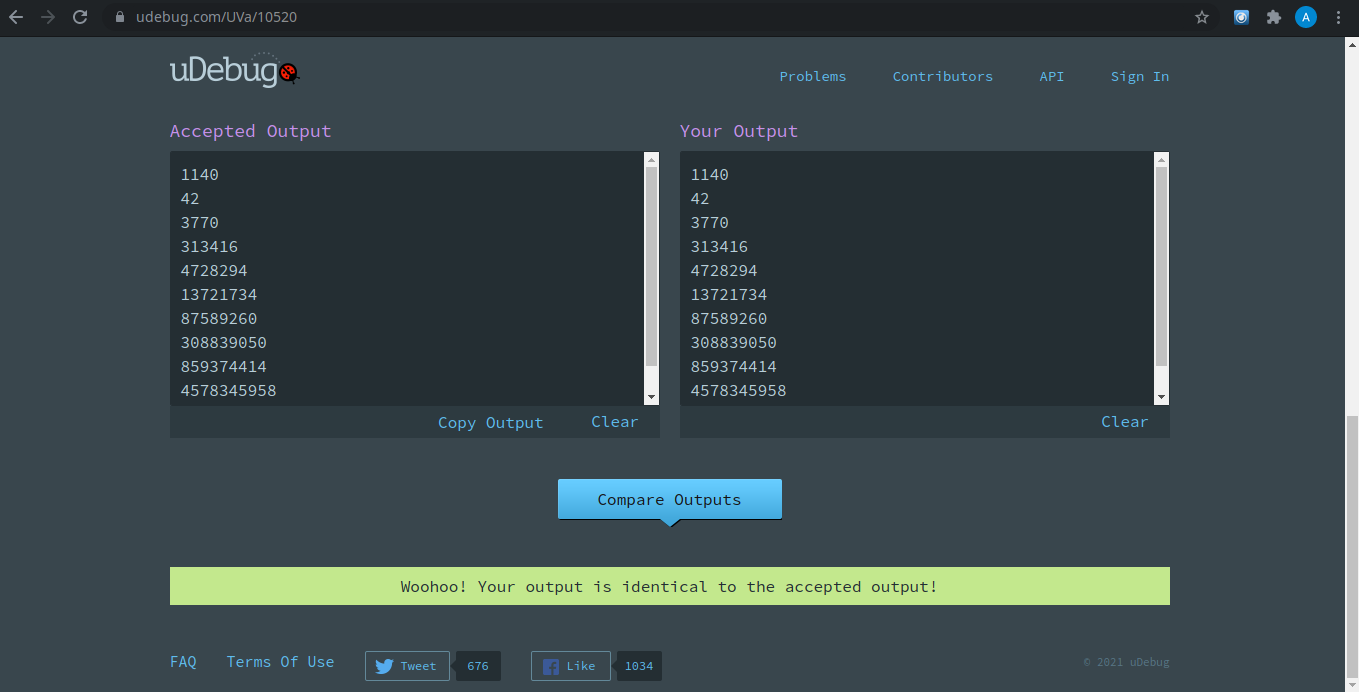 udebug.com/UVa/10520
A
uDebug
Problems Contributors API Sign In
Accepted Output
1140
42
3770
313416
4728294
13721734
87589260
308839050
859374414
4578345958
Copy Output Clear
Your Output
1140
42
3770
313416
4728294
13721734
87589260
308839050
859374414
4578345958
Clear
Compare Outputs
Woohoo! Your output is identical to the accepted output!
FAQ Terms Of Use Tweet 676 Like 1034 © 2021 uDebug